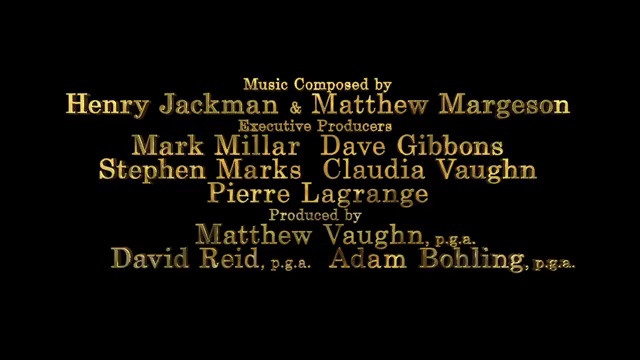 Music Composed by
Henry Jackman & Matthew Margeson
Executive Producers
Mark Millar Dave Gibbons
Stephen Marks Claudia Vaughn
Pierre Lagrange
Produced by
Matthew Vaughn, p.g.a.
David Reid, p.g.a. Adam Bohling, p.g.a.